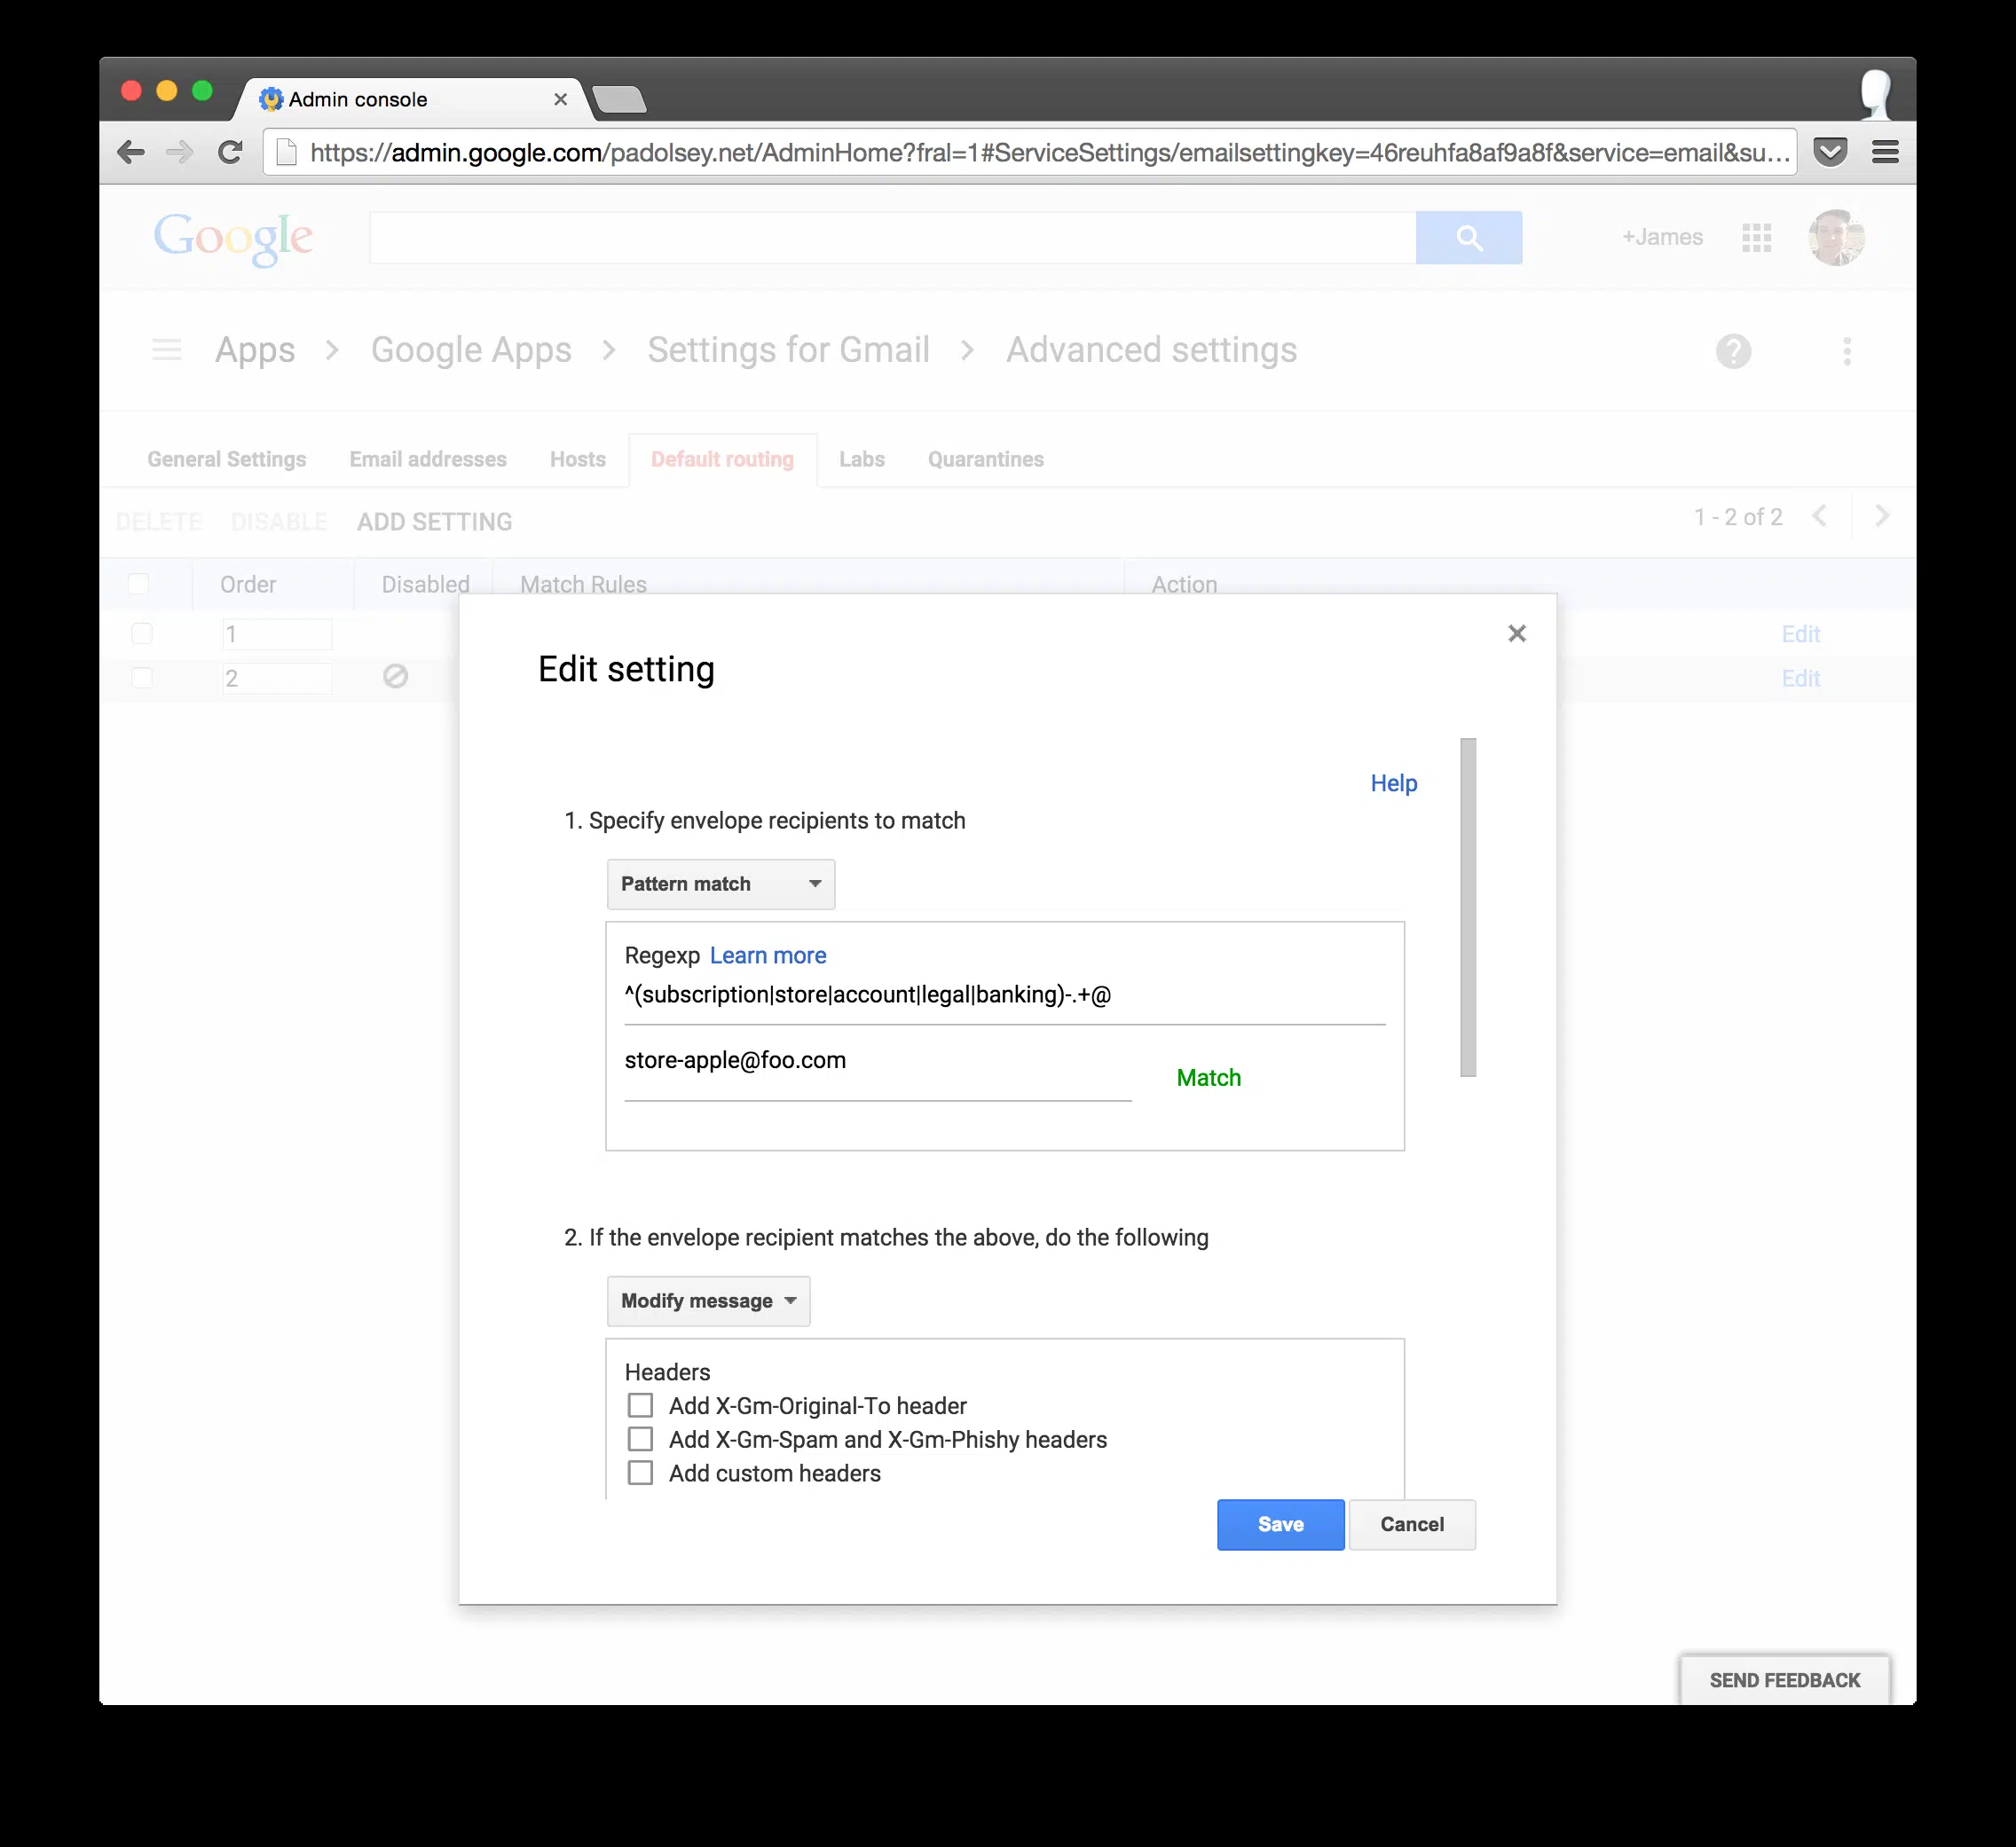 Admin console
https://admin.google.com/padolsey.net/AdminHome?fral=1#ServiceSettings/emailsettingkey=46reuhfa8af9a8f&service=email&su...
Google
+James
Apps > Google Apps > Settings for Gmail > Advanced settings
General Settings Email addresses Hosts Default routing Labs Quarantines
DELETE DISABLE ADD SETTING 1 - 2 of 2
Order Disabled Match Rules Action
1 Edit
2 Edit
Edit setting
Help
1. Specify envelope recipients to match
Pattern match
Regexp Learn more
^(subscription|store|account|legal|banking)-.+@
store-apple@foo.com
Match
2. If the envelope recipient matches the above, do the following
Modify message
Headers
Add X-Gm-Original-To header
Add X-Gm-Spam and X-Gm-Phishy headers
Add custom headers
Save Cancel
SEND FEEDBACK